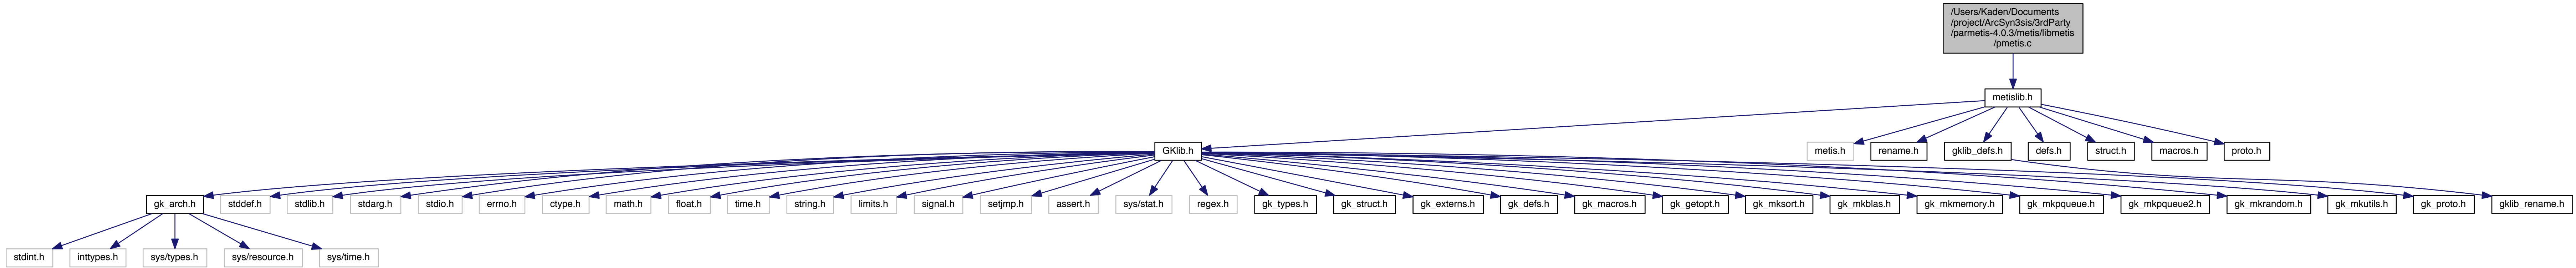 /Users/Kaden/Documents
/project/ArcSyn3sis/3rdParty
/parmetis-4.0.3/metis/libmetis
/pmetis.c
metislib.h
GKlib.h
metis.h
rename.h
gklib_defs.h
defs.h
struct.h
macros.h
proto.h
gk_arch.h
stddef.h
stdlib.h
stdarg.h
stdio.h
errno.h
ctype.h
math.h
float.h
time.h
string.h
limits.h
signal.h
setjmp.h
assert.h
sys/stat.h
regex.h
gk_types.h
gk_struct.h
gk_externs.h
gk_defs.h
gk_macros.h
gk_getopt.h
gk_mksort.h
gk_mkblas.h
gk_mkmemory.h
gk_mkpqueue.h
gk_mkpqueue2.h
gk_mkrandom.h
gk_mkutils.h
gk_proto.h
gklib_rename.h
stdint.h
inttypes.h
sys/types.h
sys/resource.h
sys/time.h